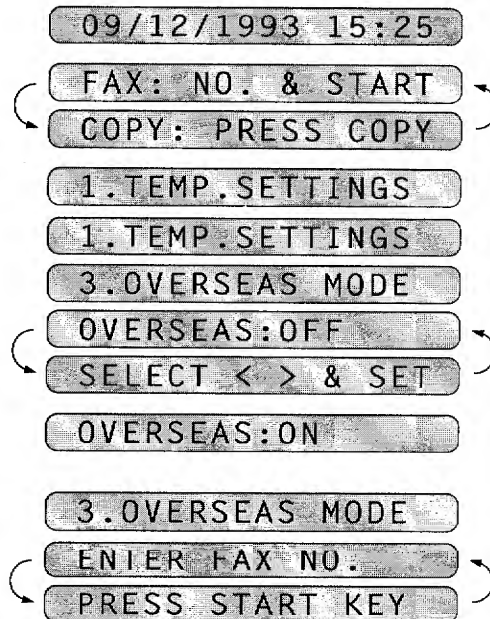 09/12/1993 15:25
FAX: NO. & START
COPY: PRESS COPY
1.TEMP.SETTINGS
1.TEMP.SETTINGS
3.OVERSEAS MODE
OVERSEAS:OFF
SELECT < > & SET
OVERSEAS:ON
3.OVERSEAS MODE
ENTER FAX NO.
PRESS START KEY